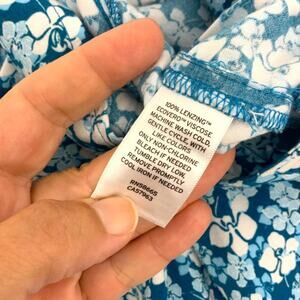 100% LENZING™
ECOVERO™ VISCOSE
MACHINE WASH COLD,
GENTLE CYCLE, WITH
LIKE COLORS
ONLY NON-CHLORINE
BLEACH IF NEEDED
TUMBLE DRY LOW,
REMOVE PROMPTLY
COOL IRON IF NEEDED
RN58665
CA57963